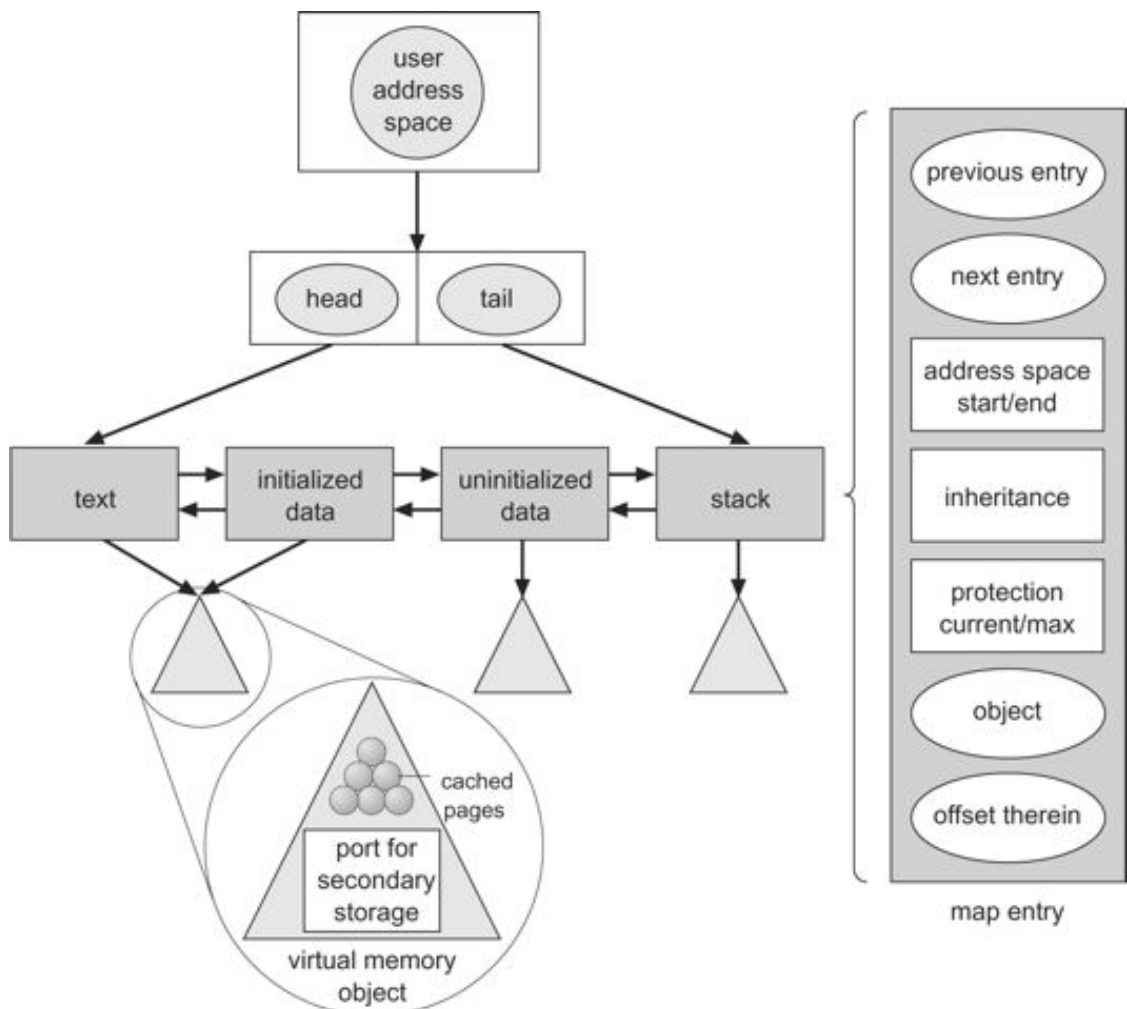 user
address
space
head
tail
text
initialized
data
uninitialized
data
stack
cached
pages
port for
secondary
storage
virtual memory
object
previous entry
next entry
address space
start/end
inheritance
protection
current/max
object
offset therein
map entry